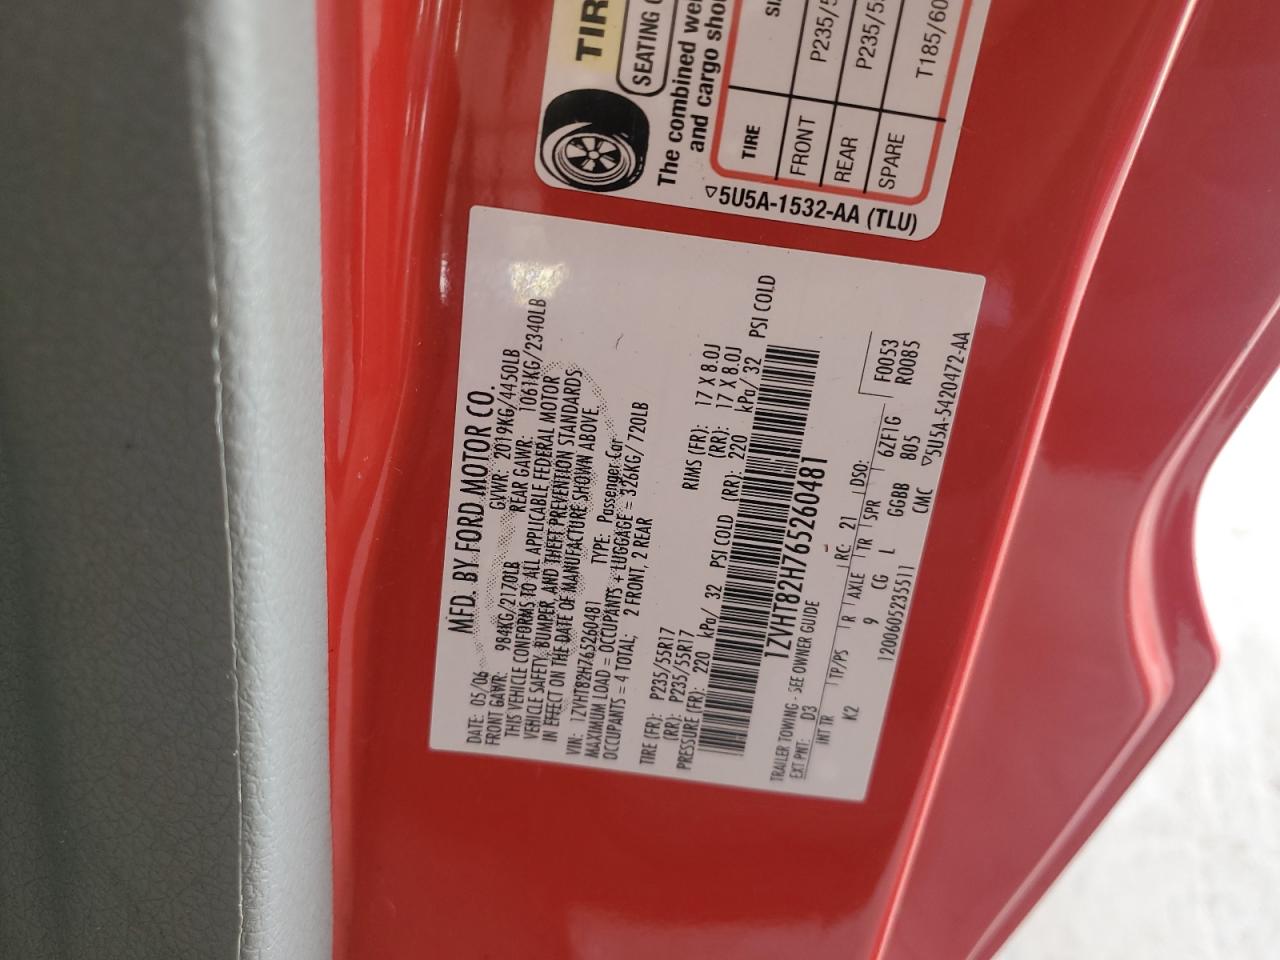 TIR
SEATING
The combined we
and cargo shou
TIRE SI
FRONT P235/5
REAR P235/5
SPARE T185/60
5U5A-1532-AA (TLU)
MFD. BY FORD MOTOR CO.
DATE: 05/06 GVWR: 2019KG/4450LB
FRONT GAWR: 984KG/2170LB REAR GAWR: 1061KG/2340LB
THIS VEHICLE CONFORMS TO ALL APPLICABLE FEDERAL MOTOR
VEHICLE SAFETY, BUMPER, AND THEFT PREVENTION STANDARDS
IN EFFECT ON THE DATE OF MANUFACTURE SHOWN ABOVE.
VIN: 1ZVHT82H765260481 TYPE: Passenger Car
MAXIMUM LOAD = OCCUPANTS + LUGGAGE = 326KG/720LB
OCCUPANTS = 4 TOTAL; 2 FRONT, 2 REAR
TIRE (FR): P235/55R17 RIMS (FR): 17 X 8.0J
(RR): P235/55R17 (RR): 17 X 8.0J
PRESSURE (FR): 220 kPa/ 32 PSI COLD (RR): 220 kPa/ 32 PSI COLD
1ZVHT82H765260481
TRAILER TOWING - SEE OWNER GUIDE
EXT PNT: D3 RC: 21 DSO: F0053
INT TR TP/PS R AXLE TR SPR 6ZF1G R0085
K2 9 CG L GGBB 805
1200605235511 CMC 5U5A-5420472-AA